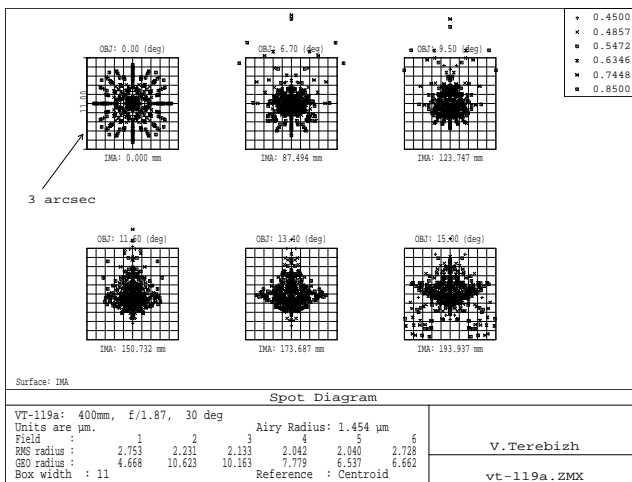 + 0.4500
× 0.4857
0.5472
0.6346
0.7448
0.8500
OBJ: 0.00 (deg)
OBJ: 6.70 (deg)
OBJ: 9.50 (deg)
11.00
IMA: 0.000 mm
IMA: 87.494 mm
IMA: 123.747 mm
3 arcsec
OBJ: 11.60 (deg)
OBJ: 13.40 (deg)
OBJ: 15.00 (deg)
IMA: 150.732 mm
IMA: 173.687 mm
IMA: 193.937 mm
Surface: IMA
Spot Diagram
VT-119a: 400mm, f/1.87, 30 deg
Units are µm. Airy Radius: 1.454 µm
Field : 1 2 3 4 5 6
RMS radius : 2.753 2.231 2.133 2.042 2.040 2.728
GEO radius : 4.668 10.623 10.163 7.779 6.537 6.662
Box width : 11 Reference : Centroid
V.Terebizh
vt-119a.ZMX